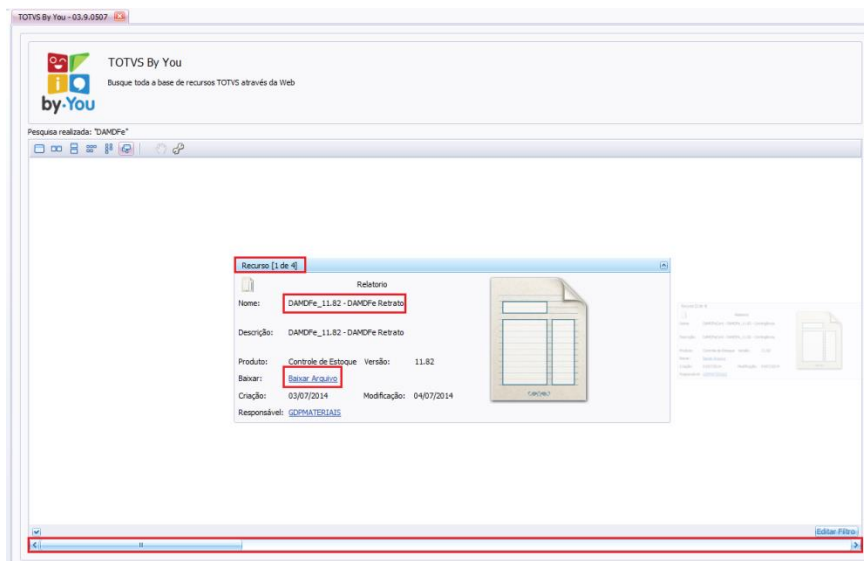 TOTVS By You - 03.9.0507
TOTVS By You
Busque toda a base de recursos TOTVS através da Web
by-You
Pesquisa realizada: "DAMDFe"
Recurso [1 de 4]
Relatorio
Nome: DAMDFe_11.82 - DAMDFe Retrato
Descrição: DAMDFe_11.82 - DAMDFe Retrato
Produto: Controle de Estoque Versão: 11.82
Baixar: Baixar Arquivo
Criação: 03/07/2014 Modificação: 04/07/2014
Responsável: GDPMATERIAIS
Editar Filtro